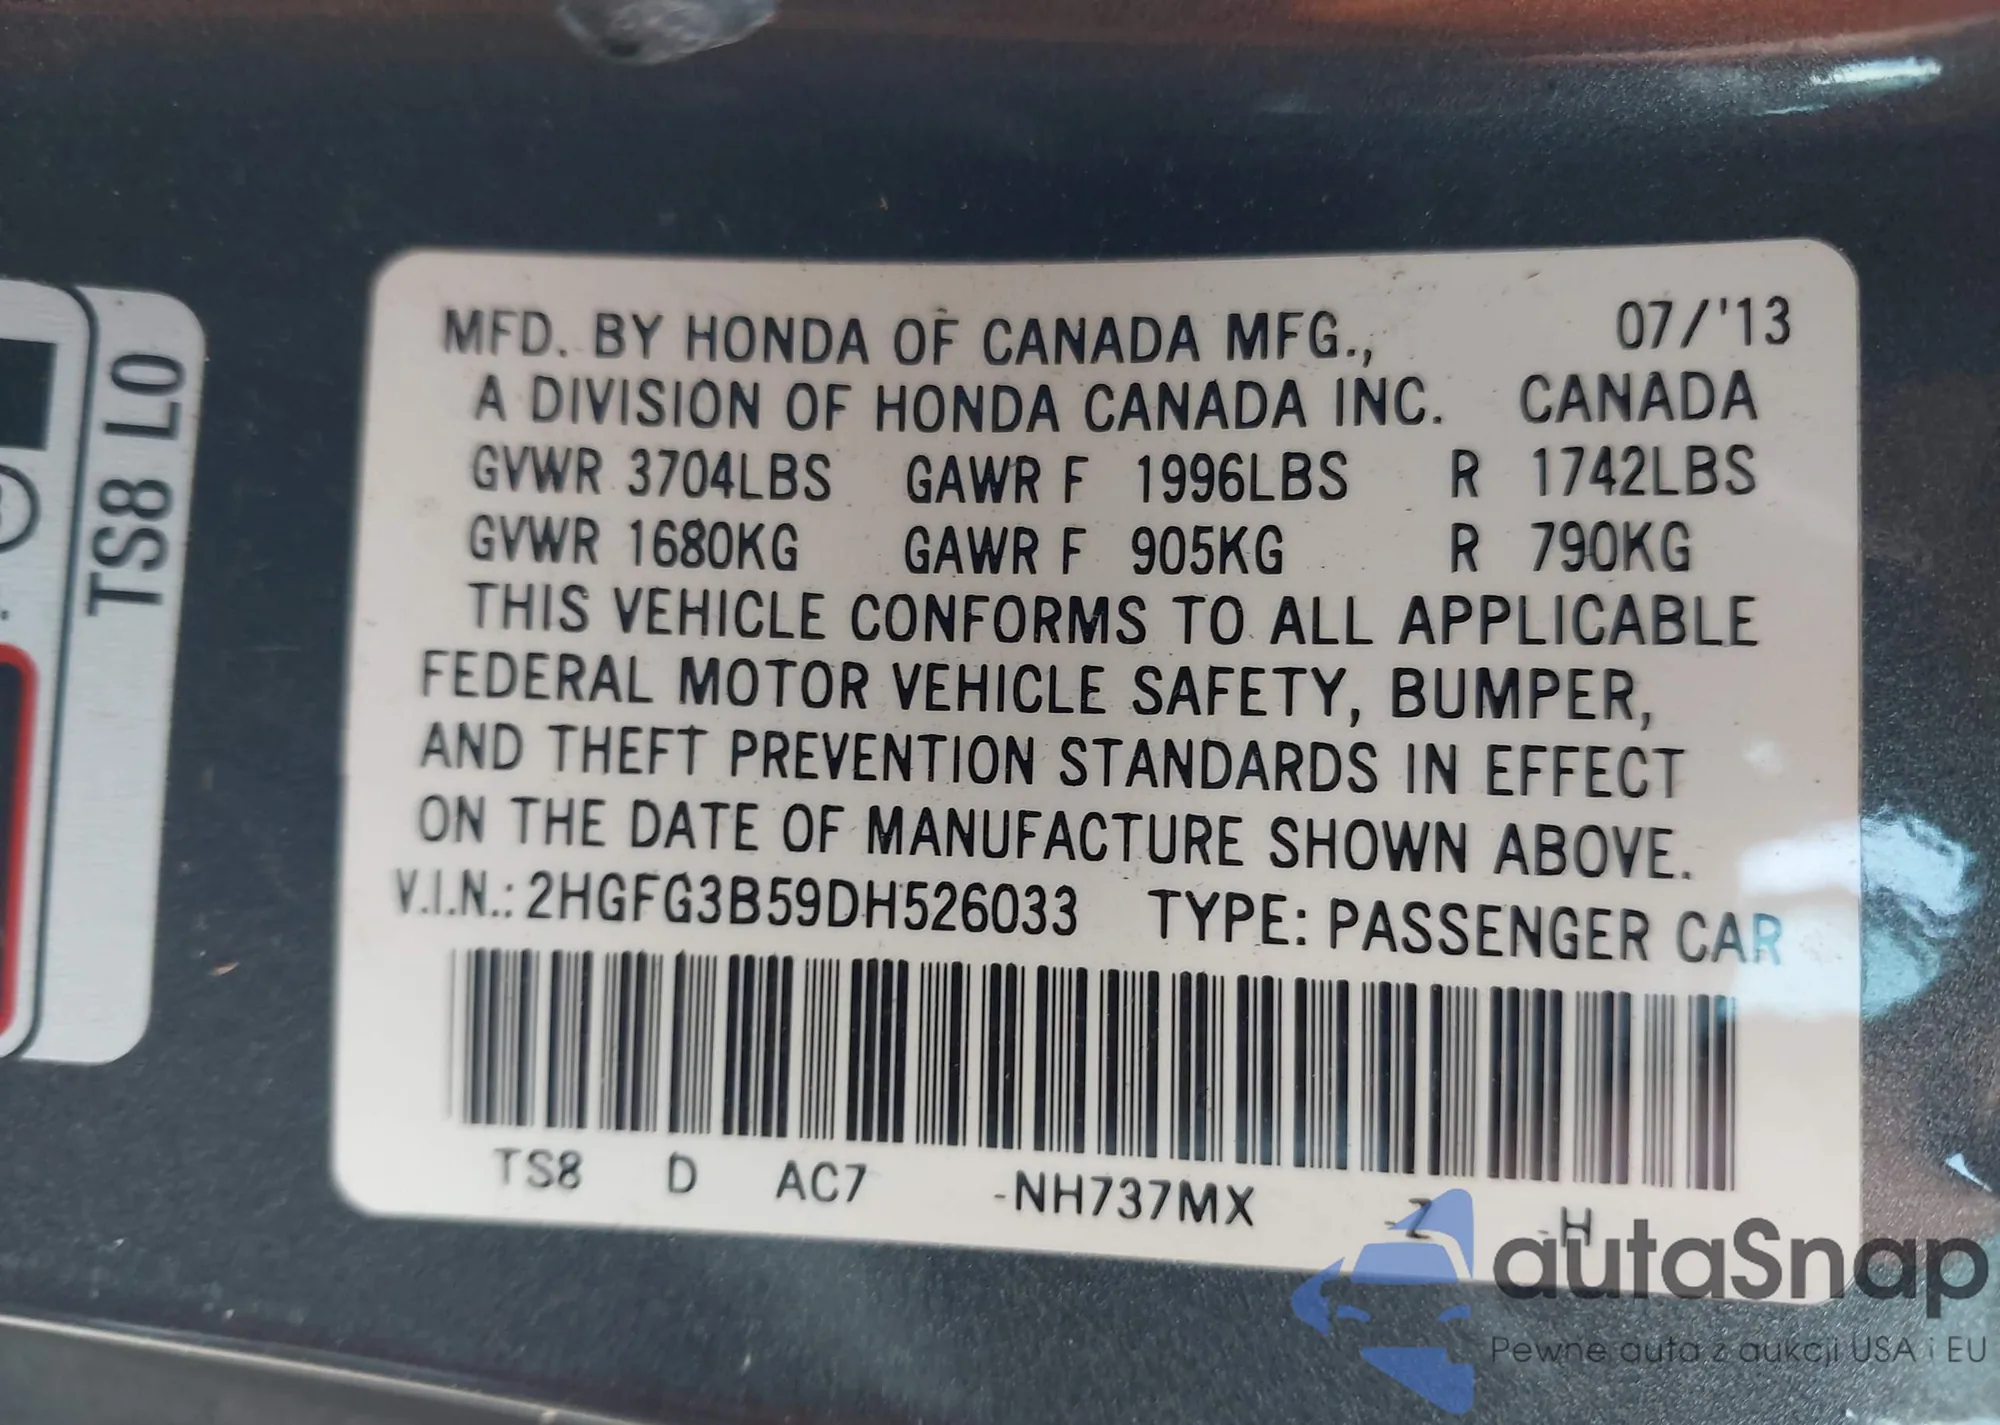 TS8 L0
MFD. BY HONDA OF CANADA MFG., 07/'13
A DIVISION OF HONDA CANADA INC. CANADA
GVWR 3704LBS GAWR F 1996LBS R 1742LBS
GVWR 1680KG GAWR F 905KG R 790KG
THIS VEHICLE CONFORMS TO ALL APPLICABLE
FEDERAL MOTOR VEHICLE SAFETY, BUMPER,
AND THEFT PREVENTION STANDARDS IN EFFECT
ON THE DATE OF MANUFACTURE SHOWN ABOVE.
V.I.N.: 2HGFG3B59DH526033 TYPE: PASSENGER CAR
TS8 D AC7 -NH737MX -Z -H
autaSnap
Pewne auta z aukcji USA i EU